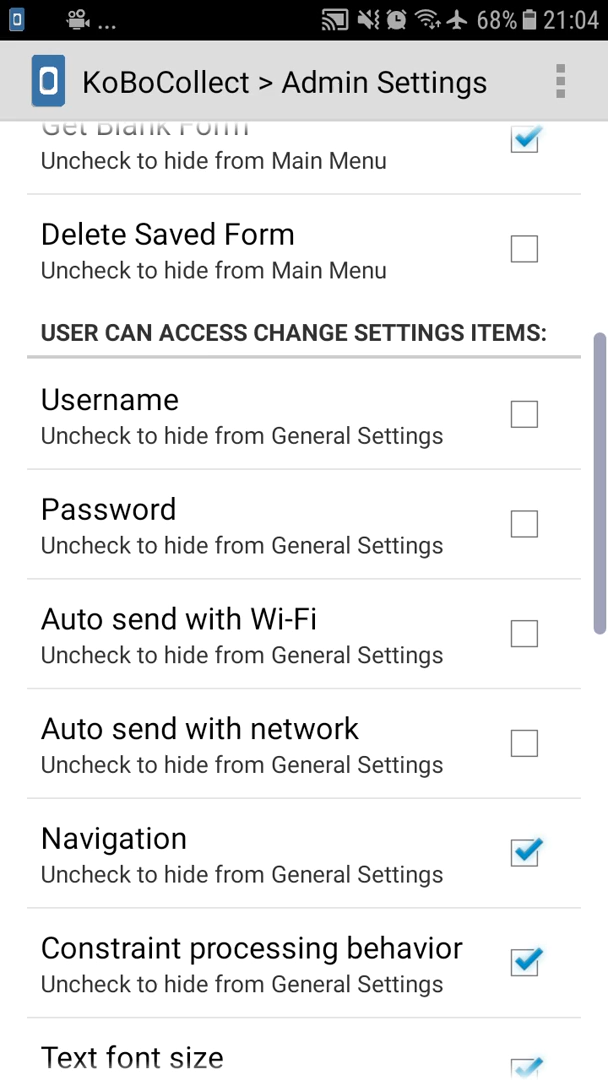 ... 68% 21:04
KoBoCollect > Admin Settings
Get Blank Form
Uncheck to hide from Main Menu
Delete Saved Form
Uncheck to hide from Main Menu
USER CAN ACCESS CHANGE SETTINGS ITEMS:
Username
Uncheck to hide from General Settings
Password
Uncheck to hide from General Settings
Auto send with Wi-Fi
Uncheck to hide from General Settings
Auto send with network
Uncheck to hide from General Settings
Navigation
Uncheck to hide from General Settings
Constraint processing behavior
Uncheck to hide from General Settings
Text font size